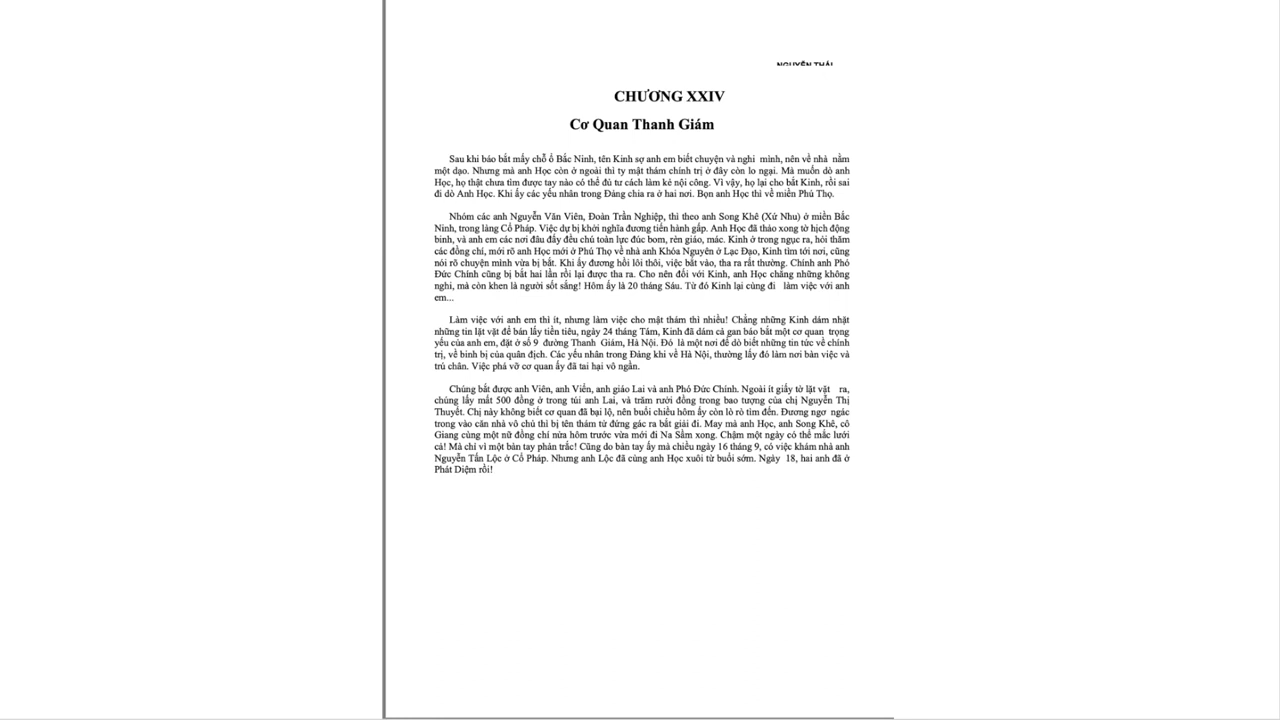 NGUYỄN THÁI
CHƯƠNG XXIV
Cơ Quan Thanh Giám
Sau khi báo bắt mấy chỗ ổ Bắc Ninh, tên Kinh sợ anh em biết chuyện và nghi mình, nên về nhà nằm
một dạo. Nhưng mà anh Học còn ở ngoài thì ty mật thám chính trị ở đây còn lo ngại. Mà muốn dò anh
Học, họ thật chưa tìm được tay nào có thể đủ tư cách làm kẻ nội công. Vì vậy, họ lại cho bắt Kinh, rồi sai
đi dò Anh Học. Khi ấy các yếu nhân trong Đảng chia ra ở hai nơi. Bọn anh Học thì về miền Phú Thọ.
Nhóm các anh Nguyễn Văn Viên, Đoàn Trần Nghiệp, thì theo anh Song Khê (Xứ Nhu) ở miền Bắc
Ninh, trong làng Cổ Pháp. Việc dự bị khởi nghĩa đương tiến hành gấp. Anh Học đã thảo xong tờ hịch động
binh, và anh em các nơi đâu đấy đều chú toàn lực đúc bom, rèn giáo, mác. Kinh ở trong ngục ra, hỏi thăm
các đồng chí, mới rõ anh Học mới ở Phú Thọ về nhà anh Khóa Nguyên ở Lạc Đạo, Kinh tìm tới nơi, cũng
nói rõ chuyện mình vừa bị bắt. Khi ấy đương hồi lôi thôi, việc bắt vào, tha ra rất thường. Chính anh Phó
Đức Chính cũng bị bắt hai lần rồi lại được tha ra. Cho nên đối với Kinh, anh Học chẳng những không
nghi, mà còn khen là người sốt sắng! Hôm ấy là 20 tháng Sáu. Từ đó Kinh lại cùng đi làm việc với anh
em...
Làm việc với anh em thì ít, nhưng làm việc cho mật thám thì nhiều! Chẳng những Kinh dám nhặt
những tin lặt vặt để bán lấy tiền tiêu, ngày 24 tháng Tám, Kinh đã dám cả gan báo bắt một cơ quan trọng
yếu của anh em, đặt ở số 9 đường Thanh Giám, Hà Nội. Đó là một nơi để dò biết những tin tức về chính
trị, về binh bị của quân địch. Các yếu nhân trong Đảng khi về Hà Nội, thường lấy đó làm nơi bàn việc và
trú chân. Việc phá vỡ cơ quan ấy đã tai hại vô ngần.
Chúng bắt được anh Viên, anh Viễn, anh giáo Lai và anh Phó Đức Chính. Ngoài ít giấy tờ lặt vặt ra,
chúng lấy mất 500 đồng ở trong túi anh Lai, và trăm rưởi đồng trong bao tượng của chị Nguyễn Thị
Thuyết. Chị này không biết cơ quan đã bại lộ, nên buổi chiều hôm ấy còn lò rò tìm đến. Đương ngơ ngác
trong vào căn nhà vô chủ thì bị tên thám tử đứng gác ra bắt giải đi. May mà anh Học, anh Song Khê, cô
Giang cùng một nữ đồng chí nữa hôm trước vừa mới đi Na Sầm xong. Chậm một ngày có thể mắc lưới
cả! Mà chỉ vì một bàn tay phản trắc! Cũng do bàn tay ấy mà chiều ngày 16 tháng 9, có việc khám nhà anh
Nguyễn Tấn Lộc ở Cổ Pháp. Nhưng anh Lộc đã cùng anh Học xuôi từ buổi sớm. Ngày 18, hai anh đã ở
Phát Diệm rồi!